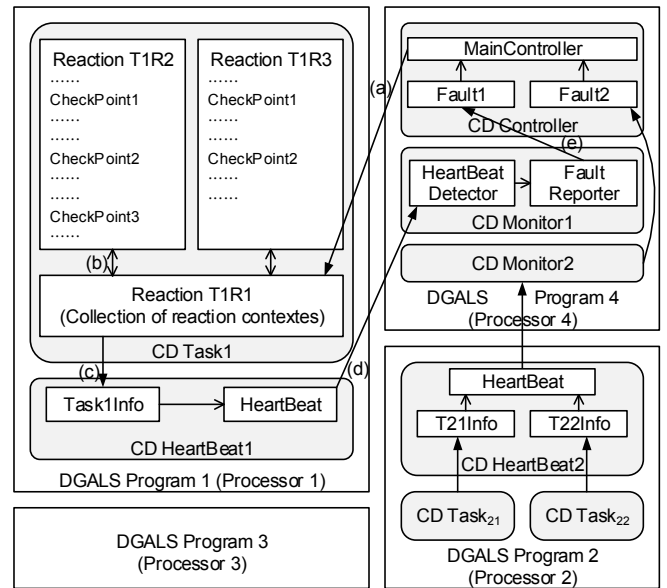 Reaction T1R2
......
CheckPoint1
......
......
CheckPoint2
......
......
CheckPoint3
......
Reaction T1R3
......
CheckPoint1
......
......
CheckPoint2
......
......
(b)
Reaction T1R1
(Collection of reaction contextes)
CD Task1
(c)
Task1Info
HeartBeat
CD HeartBeat1
DGALS Program 1 (Processor 1)
DGALS Program 3
(Processor 3)
(a)
(d)
MainController
Fault1
Fault2
CD Controller
(e)
HeartBeat
Detector
Fault
Reporter
CD Monitor1
CD Monitor2
DGALS Program 4
(Processor 4)
HeartBeat
T21Info
T22Info
CD HeartBeat2
CD Task21
CD Task22
DGALS Program 2
(Processor 2)